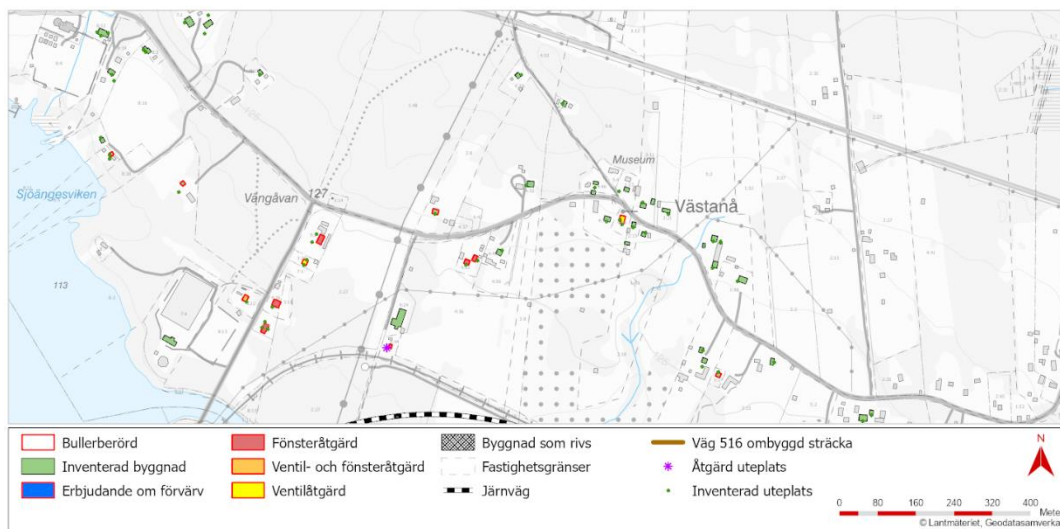 Museum
Sjöängesviken
Vångåvan
127
Västanå
113
Bullerberörd
Fönsteråtgärd
Byggnad som rivs
Väg 516 ombyggd sträcka
Inventerad byggnad
Ventil- och fönsteråtgärd
Fastighetsgränser
Åtgärd uteplats
Erbjudande om förvärv
Ventilåtgärd
Järnväg
Inventerad uteplats
N
0 80 160 240 320 400
Mete
© Lantmäteriet, Geodatasamverka